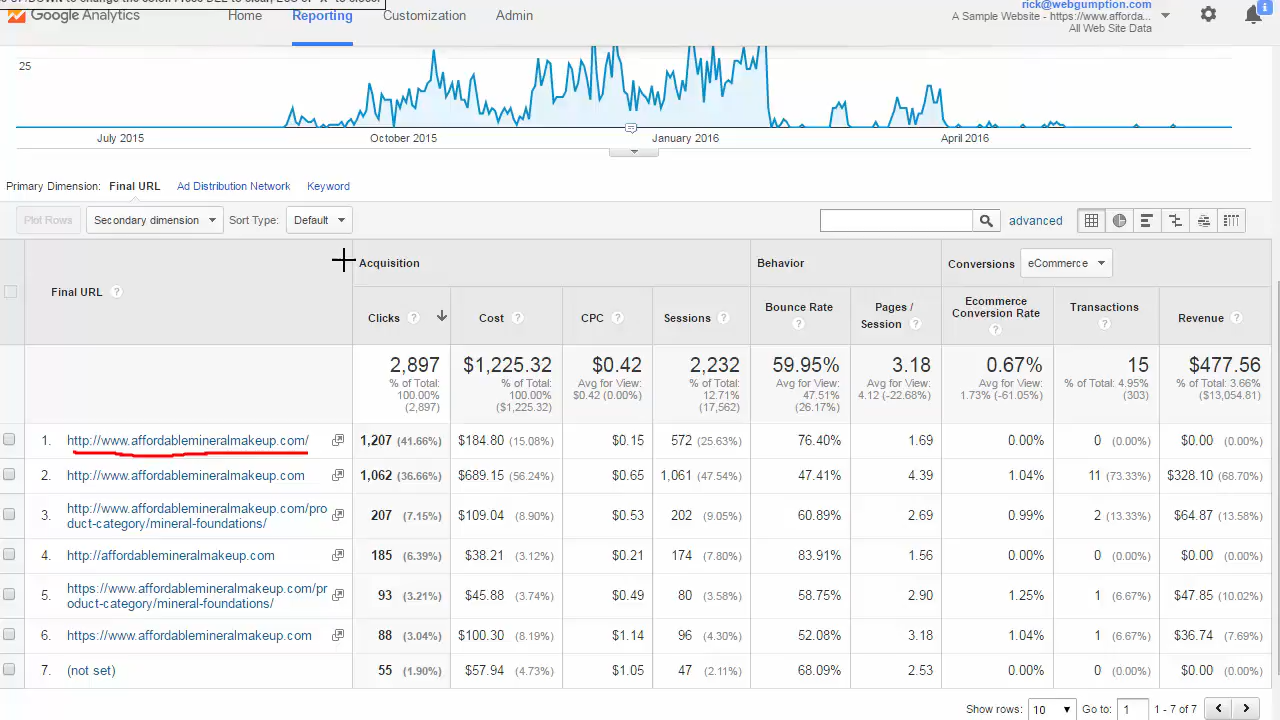 Google Analytics
Home Reporting Customization Admin
rick@webgumption.com
A Sample Website - https://www.afforda...
All Web Site Data
25
July 2015 October 2015 January 2016 April 2016
Primary Dimension: Final URL Ad Distribution Network Keyword
Plot Rows Secondary dimension Sort Type: Default advanced
Acquisition Behavior Conversions eCommerce
Final URL ? Clicks ? Cost ? CPC ? Sessions ? Bounce Rate ? Pages / Session ? Ecommerce Conversion Rate ? Transactions ? Revenue ?
2,897 $1,225.32 $0.42 2,232 59.95% 3.18 0.67% 15 $477.56
% of Total: 100.00% (2,897) % of Total: 100.00% ($1,225.32) Avg for View: $0.42 (0.00%) % of Total: 12.71% (17,562) Avg for View: 47.51% (26.17%) Avg for View: 4.12 (-22.68%) Avg for View: 1.73% (-61.05%) % of Total: 4.95% (303) % of Total: 3.66% ($13,054.81)
1. http://www.affordablemineralmakeup.com/ 1,207 (41.66%) $184.80 (15.08%) $0.15 572 (25.63%) 76.40% 1.69 0.00% 0 (0.00%) $0.00 (0.00%)
2. http://www.affordablemineralmakeup.com 1,062 (36.66%) $689.15 (56.24%) $0.65 1,061 (47.54%) 47.41% 4.39 1.04% 11 (73.33%) $328.10 (68.70%)
3. http://www.affordablemineralmakeup.com/pro
duct-category/mineral-foundations/ 207 (7.15%) $109.04 (8.90%) $0.53 202 (9.05%) 60.89% 2.69 0.99% 2 (13.33%) $64.87 (13.58%)
4. http://affordablemineralmakeup.com 185 (6.39%) $38.21 (3.12%) $0.21 174 (7.80%) 83.91% 1.56 0.00% 0 (0.00%) $0.00 (0.00%)
5. https://www.affordablemineralmakeup.com/pr
oduct-category/mineral-foundations/ 93 (3.21%) $45.88 (3.74%) $0.49 80 (3.58%) 58.75% 2.90 1.25% 1 (6.67%) $47.85 (10.02%)
6. https://www.affordablemineralmakeup.com 88 (3.04%) $100.30 (8.19%) $1.14 96 (4.30%) 52.08% 3.18 1.04% 1 (6.67%) $36.74 (7.69%)
7. (not set) 55 (1.90%) $57.94 (4.73%) $1.05 47 (2.11%) 68.09% 2.53 0.00% 0 (0.00%) $0.00 (0.00%)
Show rows: 10 Go to: 1 1 - 7 of 7